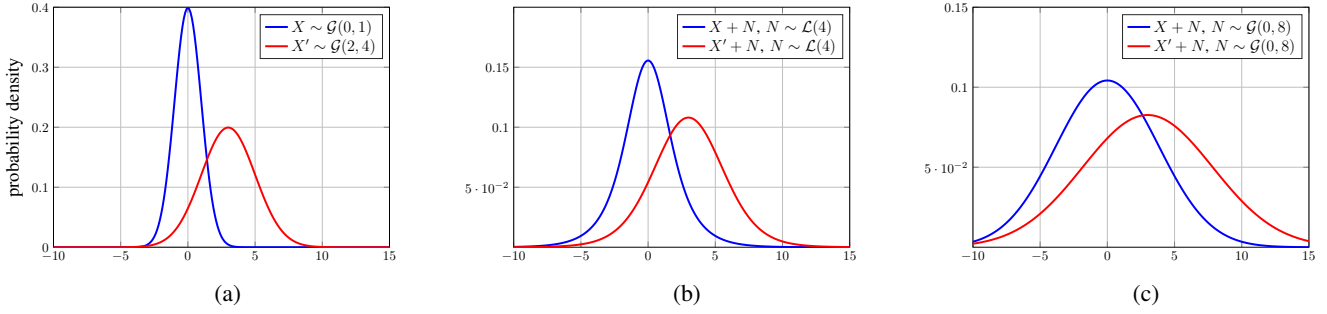 probability density
0.4
0.3
0.2
0.1
0
−10 −5 0 5 10 15
X ∼ 𝒢(0, 1)
X′ ∼ 𝒢(2, 4)
(a)
0.15
0.1
5 · 10⁻²
−10 −5 0 5 10 15
X + N, N ∼ ℒ(4)
X′ + N, N ∼ ℒ(4)
(b)
0.1
5 · 10⁻²
−10 −5 0 5 10 15
X + N, N ∼ 𝒢(0, 8)
X′ + N, N ∼ 𝒢(0, 8)
(c)